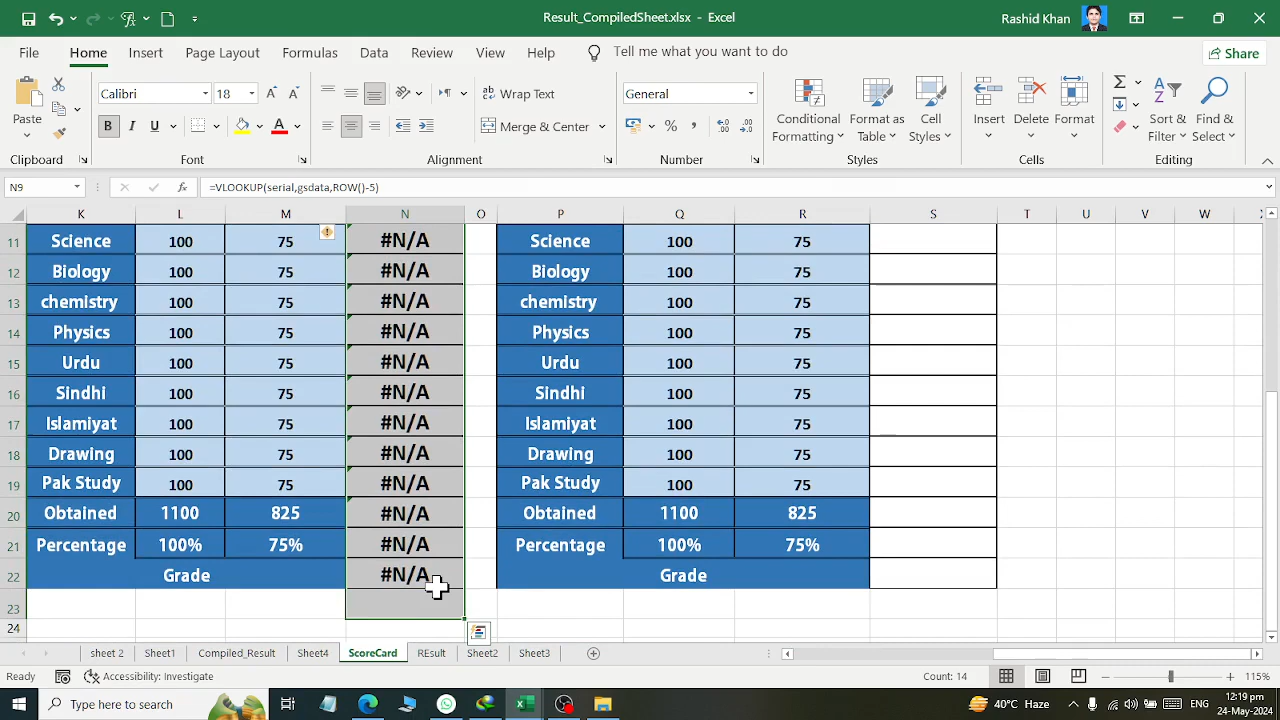 Result_CompiledSheet.xlsx - Excel
Rashid Khan
File Home Insert Page Layout Formulas Data Review View Help Tell me what you want to do Share
Paste
Clipboard
Calibri 18
B I U A
Font
Wrap Text
Merge & Center
Alignment
General
%
Number
Conditional Formatting
Format as Table
Cell Styles
Styles
Insert
Delete
Format
Cells
Sort & Filter
Find & Select
Editing
N9 fx =VLOOKUP(serial,gsdata,ROW()-5)
K L M N O P Q R S T U V W
11 Science 100 75 #N/A Science 100 75
12 Biology 100 75 #N/A Biology 100 75
13 chemistry 100 75 #N/A chemistry 100 75
14 Physics 100 75 #N/A Physics 100 75
15 Urdu 100 75 #N/A Urdu 100 75
16 Sindhi 100 75 #N/A Sindhi 100 75
17 Islamiyat 100 75 #N/A Islamiyat 100 75
18 Drawing 100 75 #N/A Drawing 100 75
19 Pak Study 100 75 #N/A Pak Study 100 75
20 Obtained 1100 825 #N/A Obtained 1100 825
21 Percentage 100% 75% #N/A Percentage 100% 75%
22 Grade #N/A Grade
23
24
sheet 2 Sheet1 Compiled_Result Sheet4 ScoreCard REsult Sheet2 Sheet3
Ready Accessibility: Investigate Count: 14 115%
Type here to search
40°C Haze
ENG
12:19 pm
24-May-2024